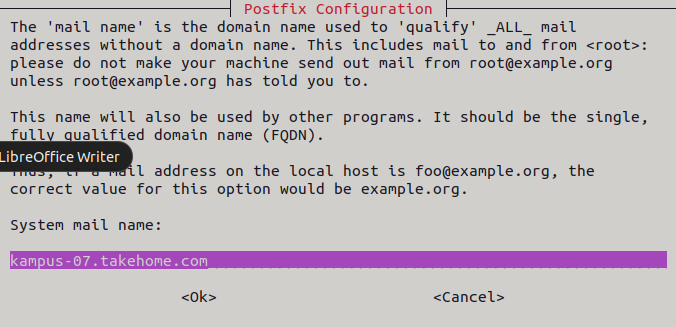 Postfix Configuration
The 'mail name' is the domain name used to 'qualify' _ALL_ mail
addresses without a domain name. This includes mail to and from <root>:
please do not make your machine send out mail from root@example.org
unless root@example.org has told you to.
This name will also be used by other programs. It should be the single,
fully qualified domain name (FQDN).
LibreOffice Writer
Thus, if a mail address on the local host is foo@example.org, the
correct value for this option would be example.org.
System mail name:
kampus-07.takehome.com
<Ok> <Cancel>